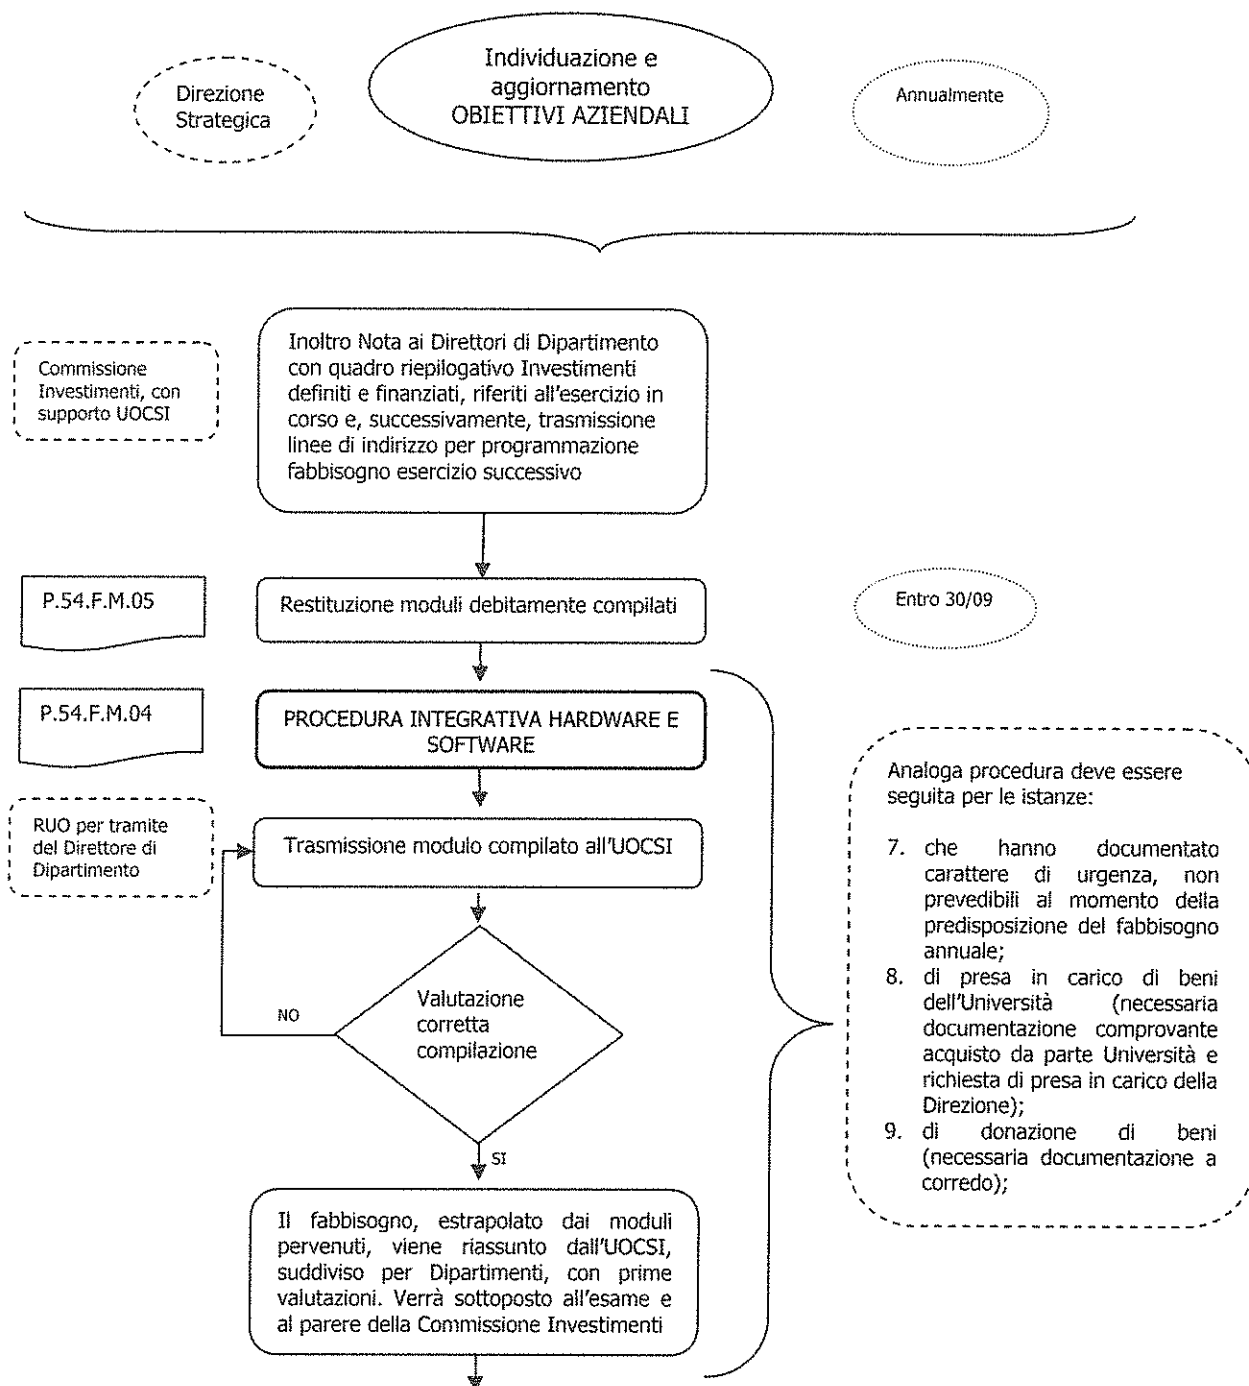 Direzione
Strategica
Individuazione e
aggiornamento
OBIETTIVI AZIENDALI
Annualmente
Commissione
Investimenti, con
supporto UOCSI
Inoltro Nota ai Direttori di Dipartimento
con quadro riepilogativo Investimenti
definiti e finanziati, riferiti all'esercizio in
corso e, successivamente, trasmissione
linee di indirizzo per programmazione
fabbisogno esercizio successivo
P.54.F.M.05
Restituzione moduli debitamente compilati
Entro 30/09
P.54.F.M.04
PROCEDURA INTEGRATIVA HARDWARE E
SOFTWARE
RUO per tramite
del Direttore di
Dipartimento
Trasmissione modulo compilato all'UOCSI
Valutazione
corretta
compilazione
NO
SI
Il fabbisogno, estrapolato dai moduli
pervenuti, viene riassunto dall'UOCSI,
suddiviso per Dipartimenti, con prime
valutazioni. Verrà sottoposto all'esame e
al parere della Commissione Investimenti
Analoga procedura deve essere
seguita per le istanze:
7. che hanno documentato
carattere di urgenza, non
prevedibili al momento della
predisposizione del fabbisogno
annuale;
8. di presa in carico di beni
dell'Università (necessaria
documentazione comprovante
acquisto da parte Università e
richiesta di presa in carico della
Direzione);
9. di donazione di beni
(necessaria documentazione a
corredo);